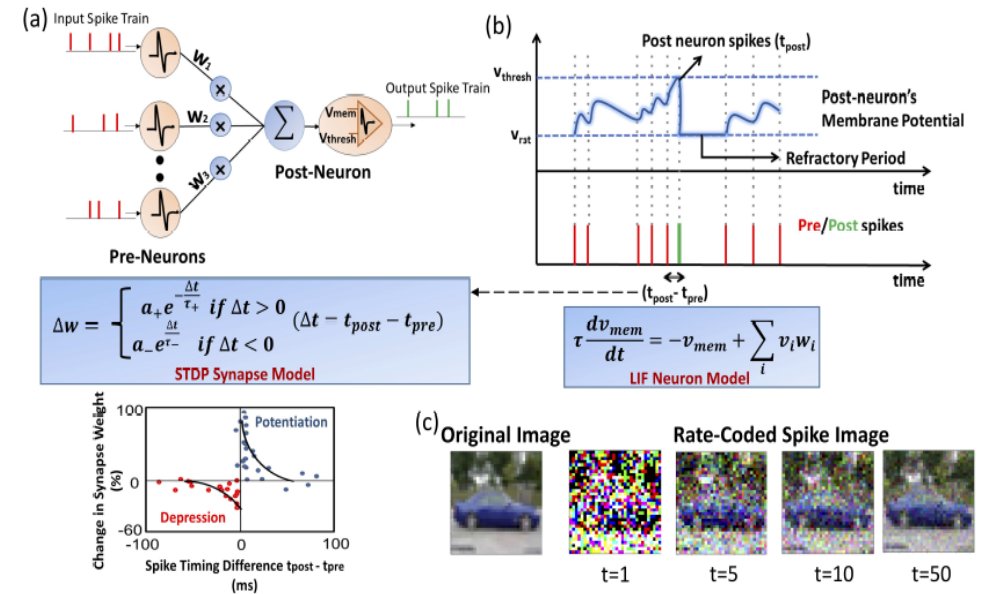 (a)
Input Spike Train
W1
W2
W3
∑
Vmem
Vthresh
Output Spike Train
Post-Neuron
Pre-Neurons
(b)
Post neuron spikes (tpost)
Vthresh
Vrst
Post-neuron's
Membrane Potential
Refractory Period
time
Pre/Post spikes
time
(tpost- tpre)
Δw = { a₊e^(-Δt/τ₊) if Δt > 0
a₋e^(Δt/τ₋) if Δt < 0 (Δt − tpost − tpre)
STDP Synapse Model
τ dvmem/dt = −vmem + ∑i viwi
LIF Neuron Model
Change in Synapse Weight
(%)
100
0
-60
Potentiation
Depression
-100 0 100
Spike Timing Difference tpost - tpre
(ms)
(c)
Original Image
Rate-Coded Spike Image
t=1 t=5 t=10 t=50